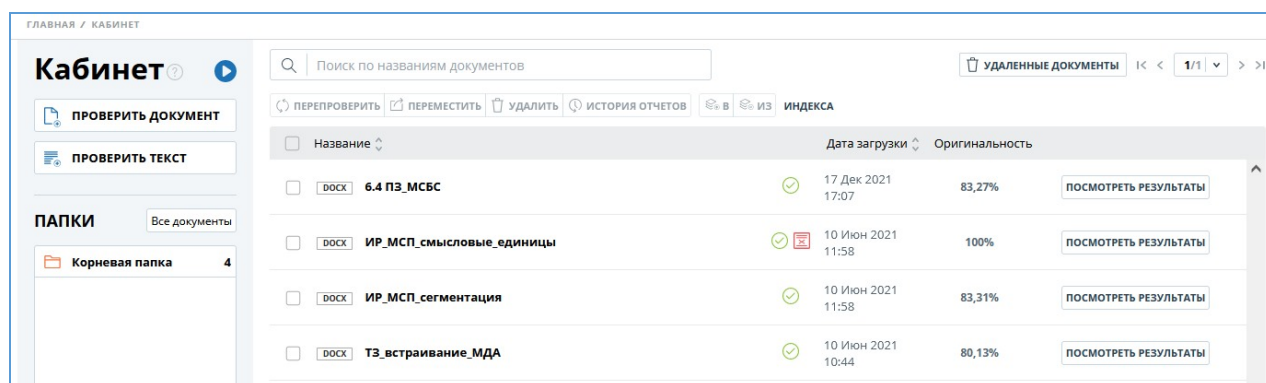 ГЛАВНАЯ / КАБИНЕТ
Кабинет
ПРОВЕРИТЬ ДОКУМЕНТ
ПРОВЕРИТЬ ТЕКСТ
ПАПКИ Все документы
Корневая папка 4
Поиск по названиям документов
УДАЛЕННЫЕ ДОКУМЕНТЫ |< < 1/1 > >|
ПЕРЕПРОВЕРИТЬ ПЕРЕМЕСТИТЬ УДАЛИТЬ ИСТОРИЯ ОТЧЕТОВ В ИЗ ИНДЕКСА
Название Дата загрузки Оригинальность
DOCX 6.4 ПЗ_МСБС 17 Дек 2021 83,27% ПОСМОТРЕТЬ РЕЗУЛЬТАТЫ
17:07
DOCX ИР_МСП_смысловые_единицы 10 Июн 2021 100% ПОСМОТРЕТЬ РЕЗУЛЬТАТЫ
11:58
DOCX ИР_МСП_сегментация 10 Июн 2021 83,31% ПОСМОТРЕТЬ РЕЗУЛЬТАТЫ
11:58
DOCX ТЗ_встраивание_МДА 10 Июн 2021 80,13% ПОСМОТРЕТЬ РЕЗУЛЬТАТЫ
10:44